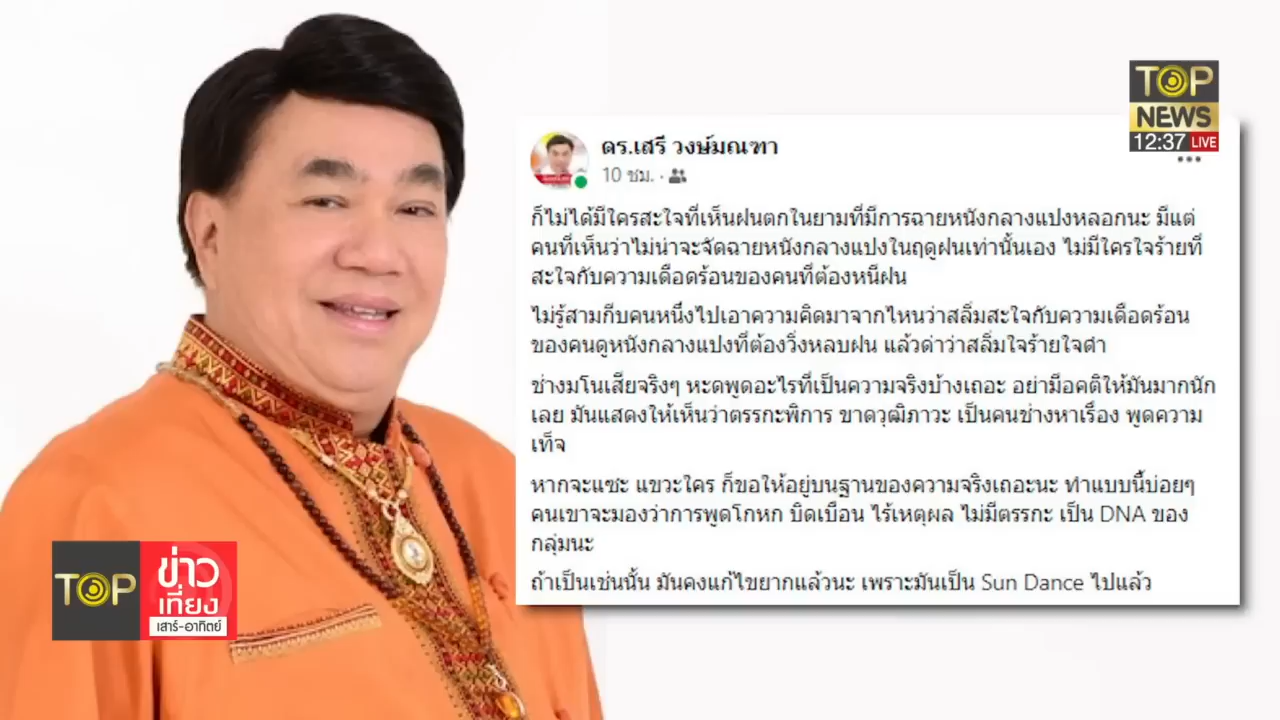 TOP
NEWS
12:37 LIVE
ดร.เสรี วงษ์มณฑา
10 ชม.
ก็ไม่ได้มีใครสะใจที่เห็นฝนตกในยามที่มีการฉายหนังกลางแปงหลอกนะ มีแต่
คนที่เห็นว่าไม่น่าจะจัดฉายหนังกลางแปงในฤดูฝนเท่านั้นเอง ไม่มีใครใจร้ายที่
สะใจกับความเดือดร้อนของคนที่ต้องหนีฝน
ไม่รู้สามกีบคนหนึ่งไปเอาความคิดมาจากไหนว่าสลิ่มสะใจกับความเดือดร้อน
ของคนดูหนังกลางแปงที่ต้องวิ่งหลบฝน แล้วด่าว่าสลิ่มใจร้ายใจดำ
ช่างมโนเสียจริงๆ หะดพูดอะไรที่เป็นความจริงบ้างเถอะ อย่ามีอคติให้มันมากนัก
เลย มันแสดงให้เห็นว่าตรรกะพิการ ขาดวุฒิภาวะ เป็นคนช่างหาเรื่อง พูดความ
เท็จ
หากจะแซะ แขวะใคร ก็ขอให้อยู่บนฐานของความจริงเถอะนะ ทำแบบนี้บ่อยๆ
คนเขาจะมองว่าการพูดโกหก บิดเบือน ไร้เหตุผล ไม่มีตรรกะ เป็น DNA ของ
กลุ่มนะ
ถ้าเป็นเช่นนั้น มันคงแก้ไขยากแล้วนะ เพราะมันเป็น Sun Dance ไปแล้ว
TOP
ข่าว
เที่ยง
เสาร์-อาทิตย์